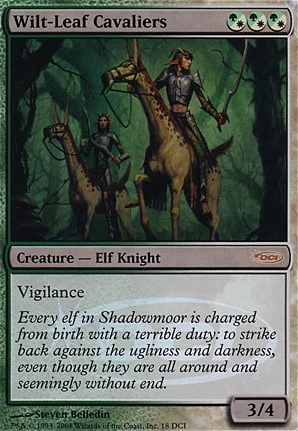 Wilt-Leaf Cavaliers
Creature — Elf Knight
DCI
Vigilance
Every elf in Shadowmoor is charged
from birth with a terrible duty: to strike
back against the ugliness and darkness,
even though they are all around and
seemingly without end.
Steven Belledin
™ & © 1993–2008 Wizards of the Coast, Inc. 18 DCI
3/4